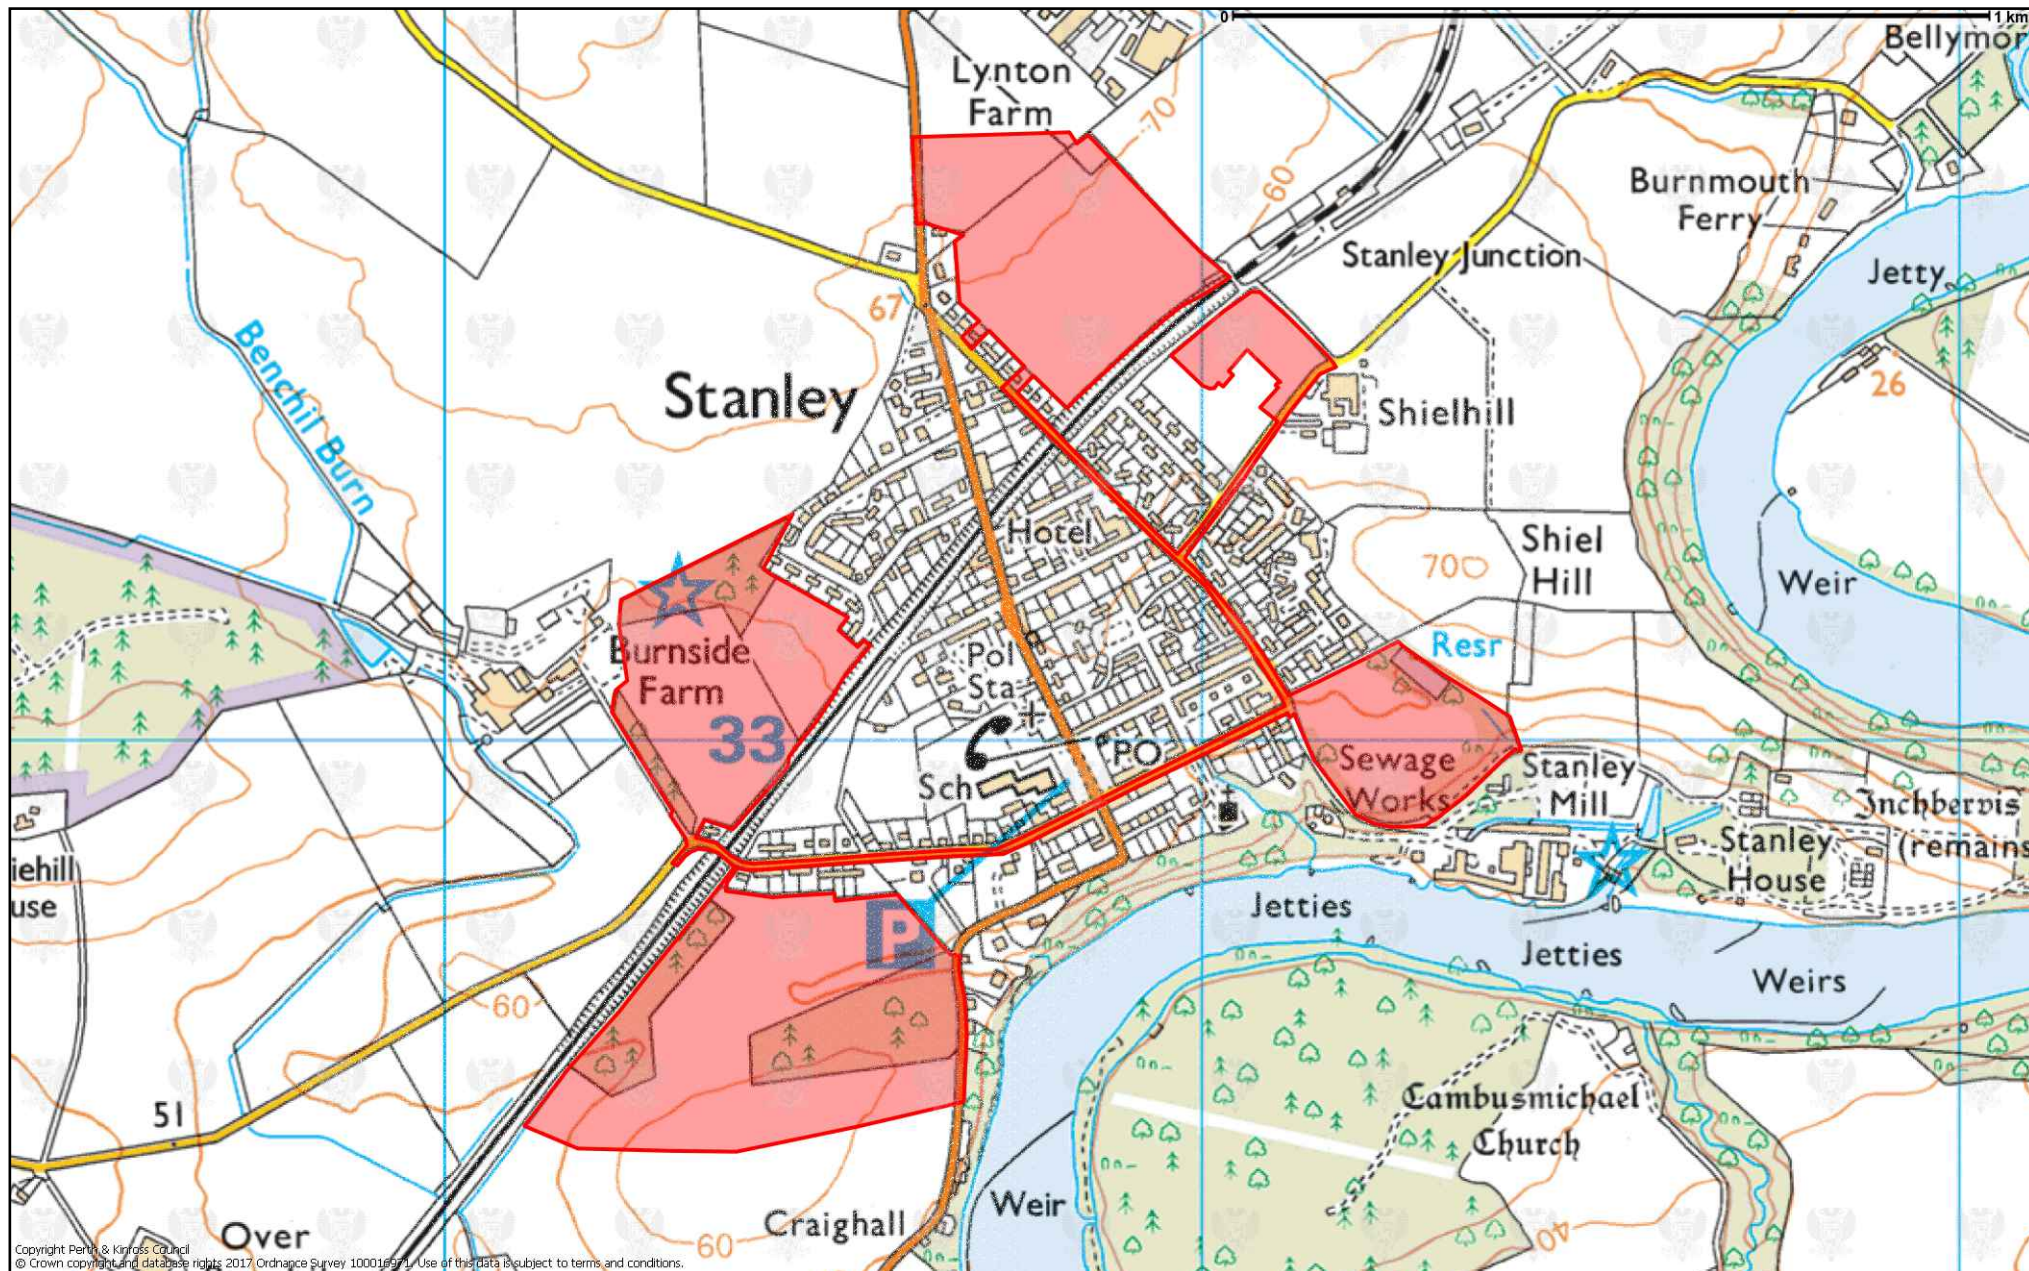 0
1 km
Bellymor
Lynton
Farm
70
60
Burnmouth
Ferry
Stanley Junction
Jetty
67
Benchil Burn
Stanley
Shielhill
26
Hotel
700
Shiel
Hill
Weir
Resr
Burnside
Farm
Pol
Sta
33
PO
Sch
Sewage
Works
Stanley
Mill
Inchbervis
(remains
Stanley
House
iehill
use
P
Jetties
Jetties
Weirs
60
51
Cambusmichael
Church
Weir
Craighall
60
40
Over
Copyright Perth & Kinross Council
© Crown copyright and database rights 2017 Ordnance Survey 100016971. Use of this data is subject to terms and conditions.